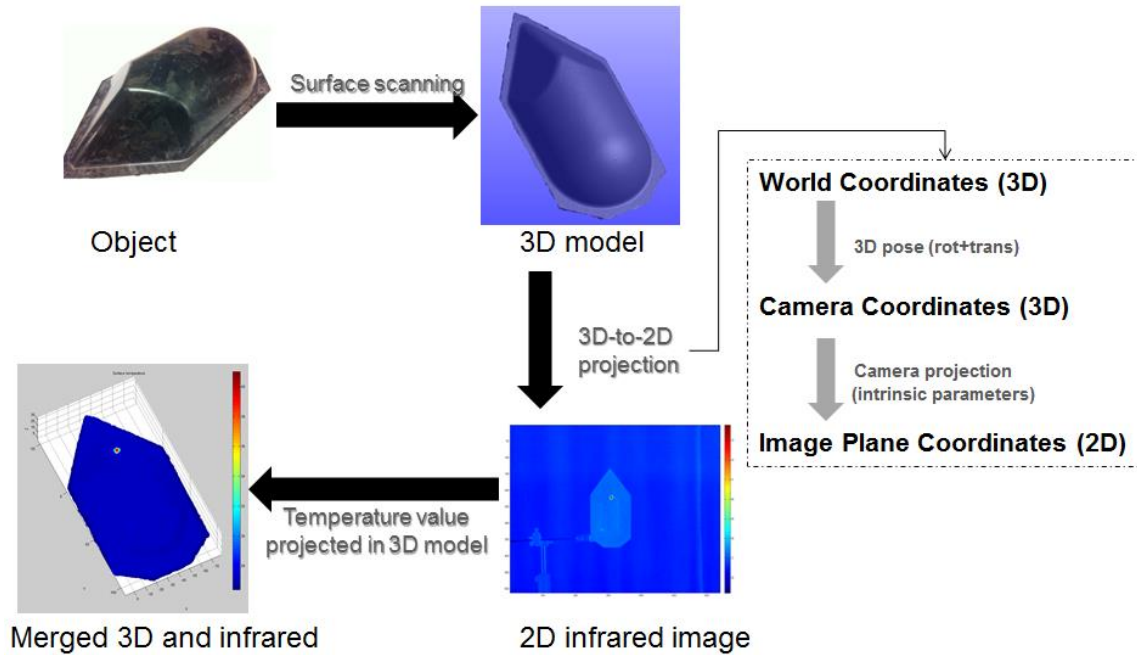 Surface scanning
Object
3D model
World Coordinates (3D)
3D pose (rot+trans)
Camera Coordinates (3D)
3D-to-2D
projection
Camera projection
(intrinsic parameters)
Image Plane Coordinates (2D)
Temperature value
projected in 3D model
Merged 3D and infrared
2D infrared image